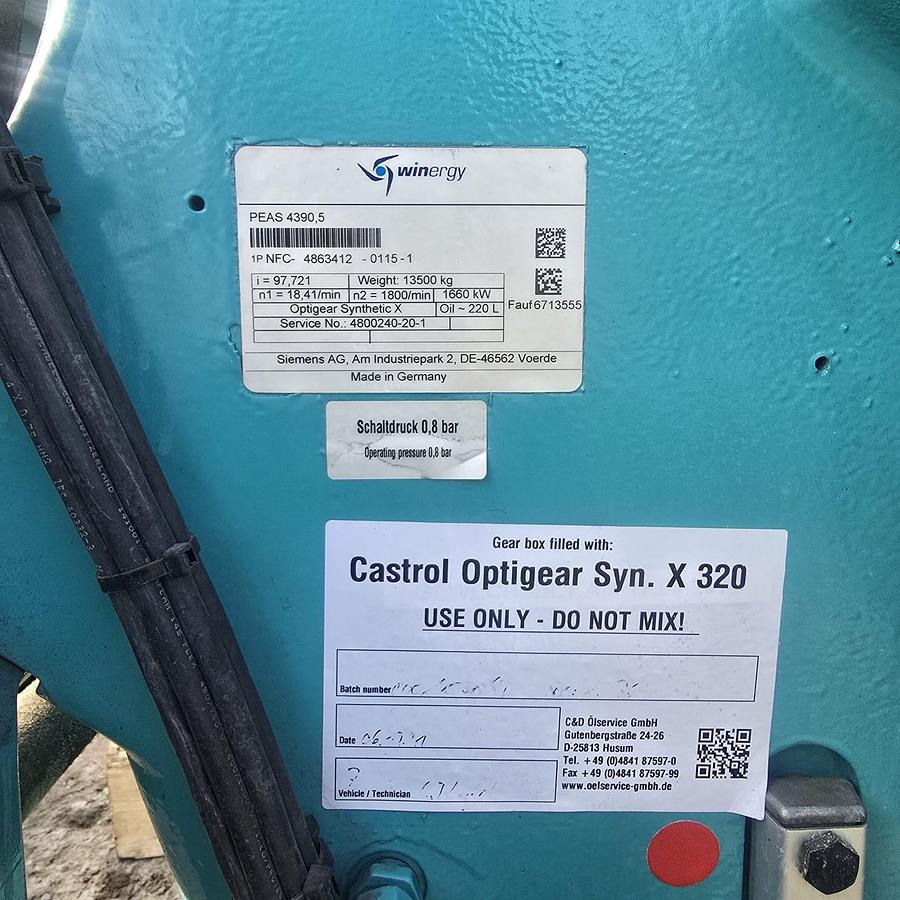 winergy
PEAS 4390,5
1P NFC- 4863412 - 0115 - 1
i = 97,721 Weight: 13500 kg
n1 = 18,41/min n2 = 1800/min 1660 kW
Optigear Synthetic X Oil ~ 220 L
Fauf 6713555
Service No.: 4800240-20-1
Siemens AG, Am Industriepark 2, DE-46562 Voerde
Made in Germany
Schaltdruck 0,8 bar
Operating pressure 0,8 bar
Gear box filled with:
Castrol Optigear Syn. X 320
USE ONLY - DO NOT MIX!
Batch number
Date
Vehicle / Technician
C&D Ölservice GmbH
Gutenbergstraße 24-26
D-25813 Husum
Tel. + 49 (0)4841 87597-0
Fax + 49 (0)4841 87597-99
www.oelservice-gmbh.de